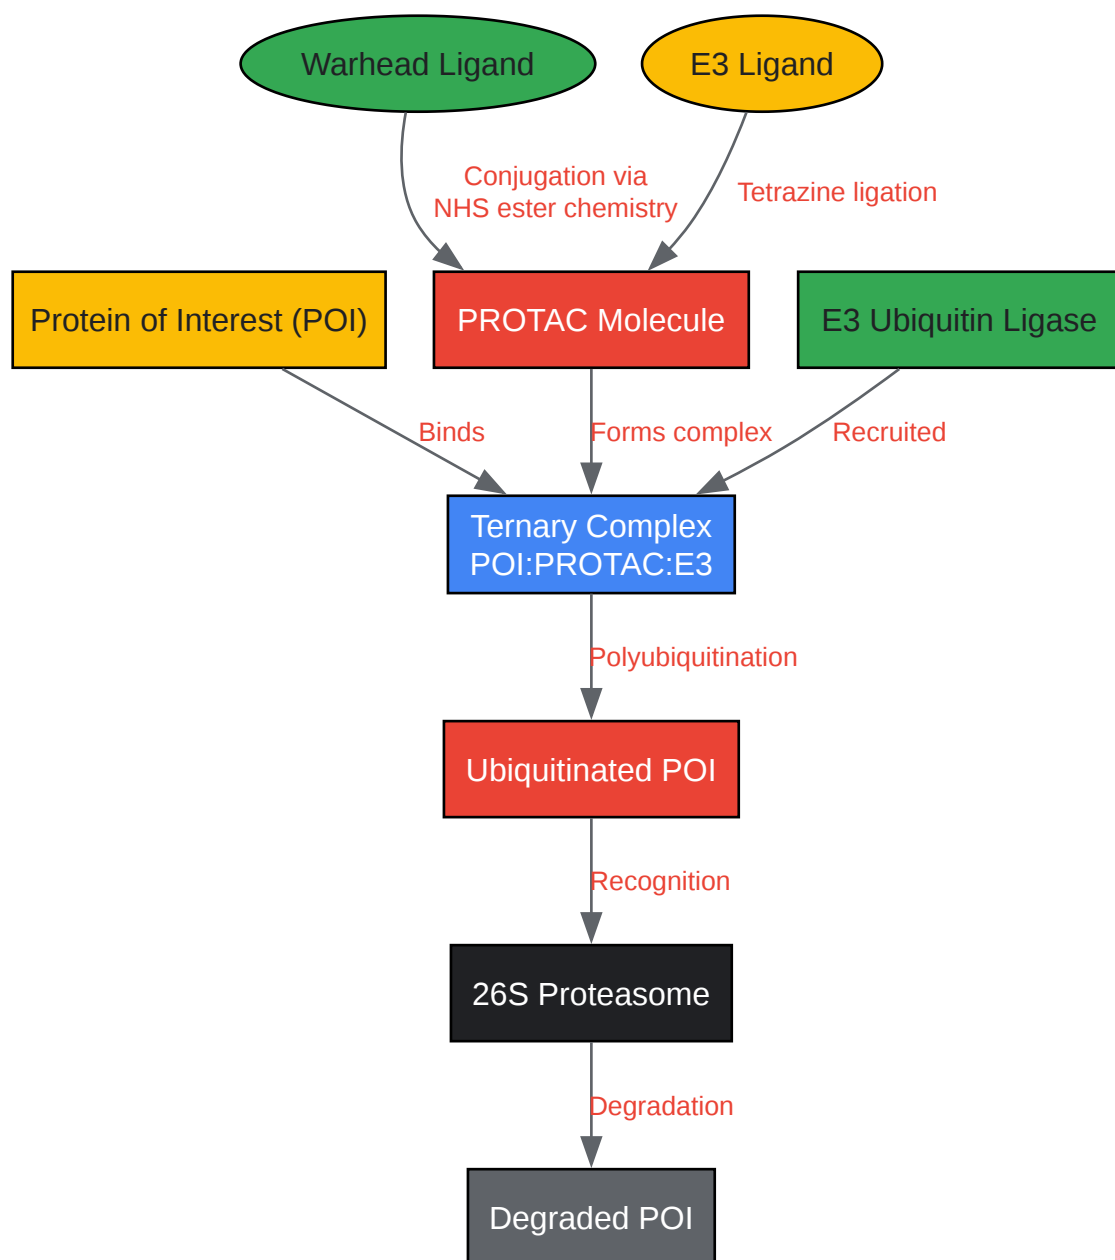 Warhead Ligand
E3 Ligand
Conjugation via
NHS ester chemistry
Tetrazine ligation
Protein of Interest (POI)
PROTAC Molecule
E3 Ubiquitin Ligase
Binds
Forms complex
Recruited
Ternary Complex
POI:PROTAC:E3
Polyubiquitination
Ubiquitinated POI
Recognition
26S Proteasome
Degradation
Degraded POI